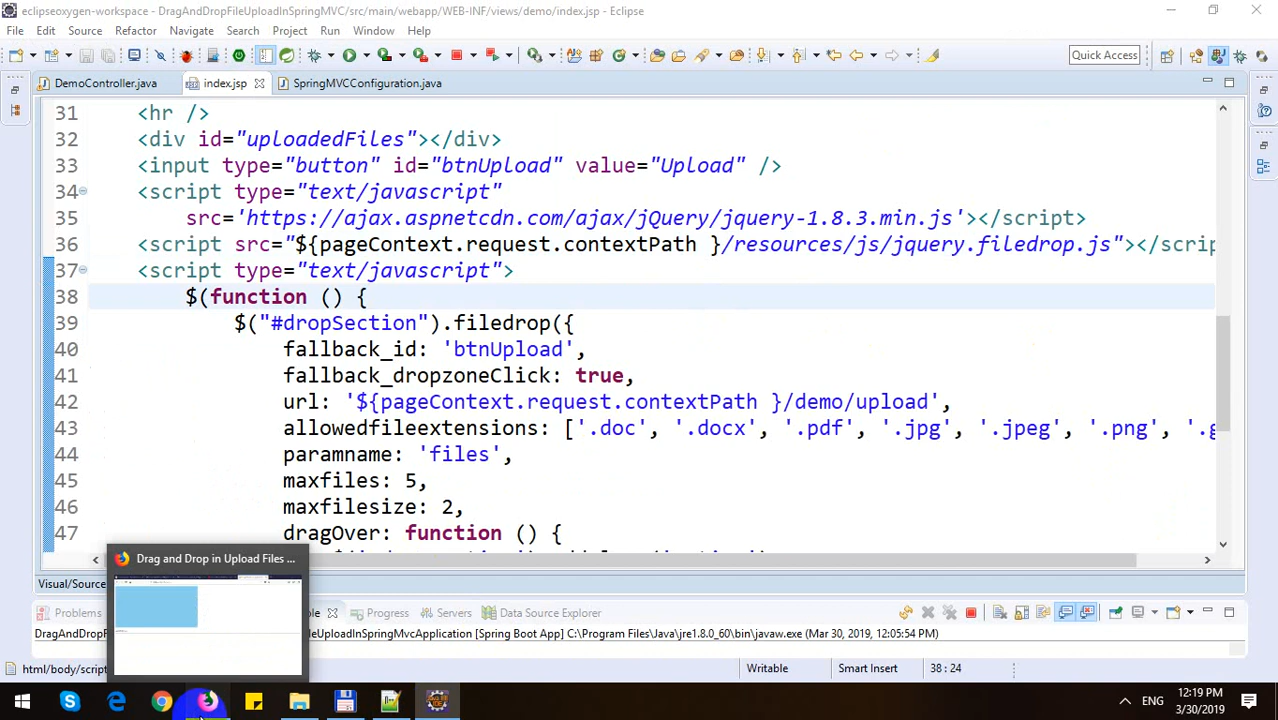 eclipseoxygen-workspace - DragAndDropFileUploadInSpringMVC/src/main/webapp/WEB-INF/views/demo/index.jsp - Eclipse
File Edit Source Refactor Navigate Search Project Run Window Help
Quick Access
DemoController.java index.jsp SpringMVCConfiguration.java
31 <hr />
32 <div id="uploadedFiles"></div>
33 <input type="button" id="btnUpload" value="Upload" />
34 <script type="text/javascript"
35 src='https://ajax.aspnetcdn.com/ajax/jQuery/jquery-1.8.3.min.js'></script>
36 <script src="${pageContext.request.contextPath }/resources/js/jquery.filedrop.js"></scrip
37 <script type="text/javascript">
38 $(function () {
39 $("#dropSection").filedrop({
40 fallback_id: 'btnUpload',
41 fallback_dropzoneClick: true,
42 url: '${pageContext.request.contextPath }/demo/upload',
43 allowedfileextensions: ['.doc', '.docx', '.pdf', '.jpg', '.jpeg', '.png', '.g
44 paramname: 'files',
45 maxfiles: 5,
46 maxfilesize: 2,
47 dragOver: function () {
Drag and Drop in Upload Files ...
Visual/Source
Problems Progress Servers Data Source Explorer
DragAndDropF leUploadInSpringMvcApplication [Spring Boot App] C:\Program Files\Java\jre1.8.0_60\bin\javaw.exe (Mar 30, 2019, 12:05:54 PM)
html/body/script Writable Smart Insert 38 : 24
ENG
12:19 PM
3/30/2019